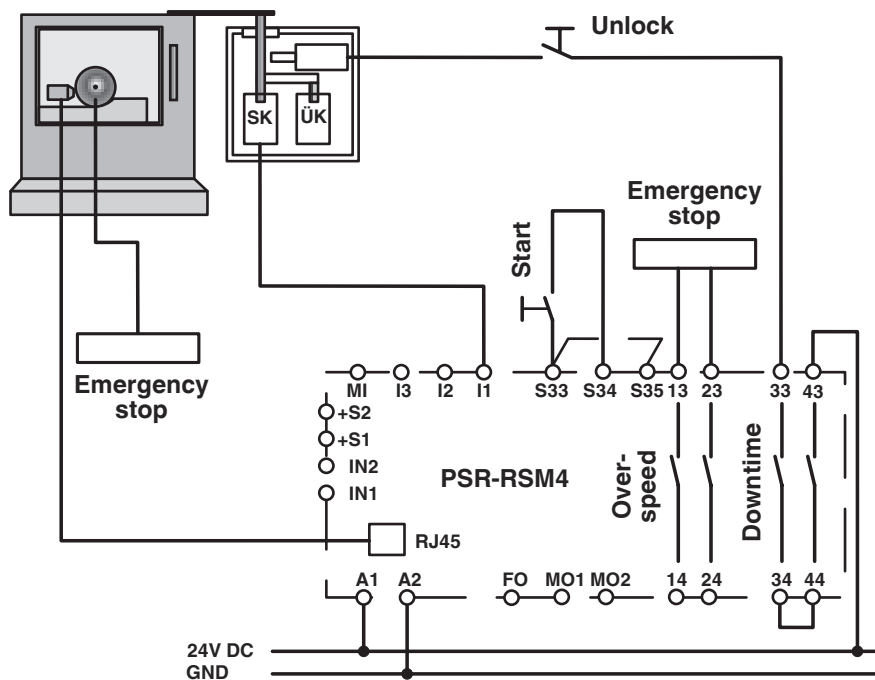 Unlock
SK
ÜK
Emergency
stop
Start
Emergency
stop
MI
I3
I2
I1
S33
S34
S35
13
23
33
43
+S2
+S1
IN2
IN1
PSR-RSM4
Over-
speed
Downtime
RJ45
A1
A2
FO
MO1
MO2
14
24
34
44
24V DC
GND